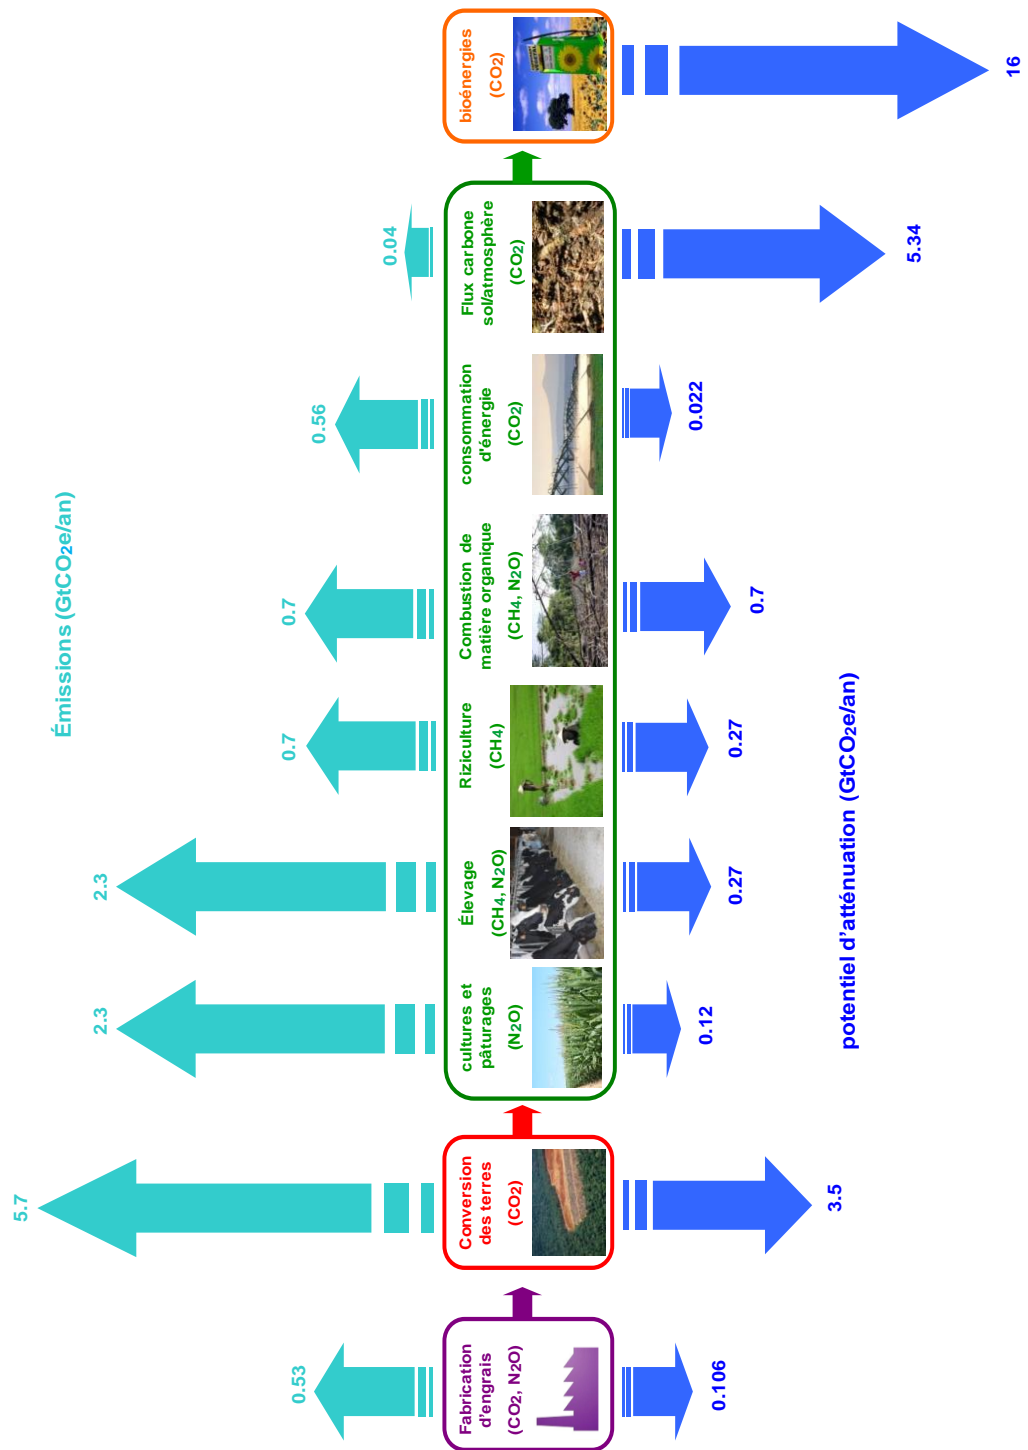 Émissions (GtCO2e/an)
0.53
5.7
2.3
2.3
0.7
0.7
0.56
0.04
Fabrication
d'engrais
(CO2, N2O)
Conversion
des terres
(CO2)
cultures et
pâturages
(N2O)
Élevage
(CH4, N2O)
Riziculture
(CH4)
Combustion de
matière organique
(CH4, N2O)
consommation
d'énergie
(CO2)
Flux carbone
sol/atmosphère
(CO2)
bioénergies
(CO2)
0.106
3.5
0.12
0.27
0.27
0.7
0.022
5.34
16
potentiel d'atténuation (GtCO2e/an)